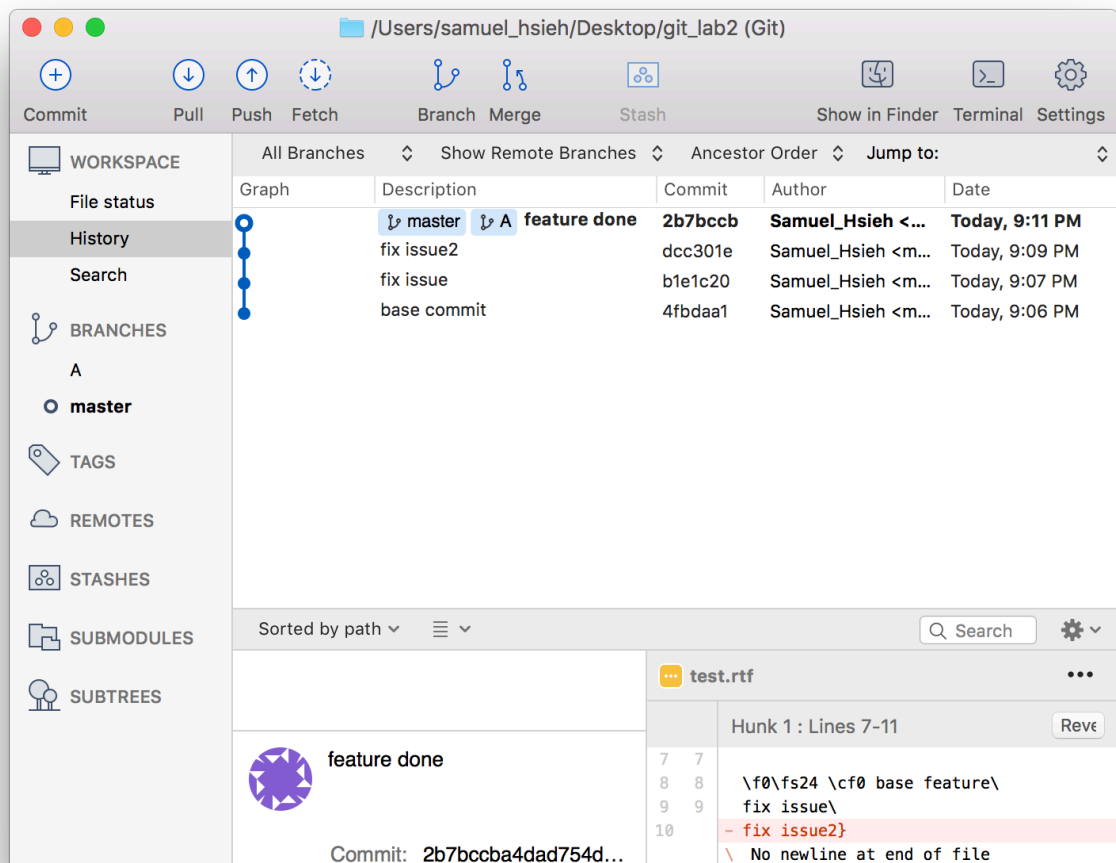 /Users/samuel_hsieh/Desktop/git_lab2 (Git)
Commit Pull Push Fetch Branch Merge Stash Show in Finder Terminal Settings
WORKSPACE
File status
History
Search
BRANCHES
A
master
TAGS
REMOTES
STASHES
SUBMODULES
SUBTREES
All Branches Show Remote Branches Ancestor Order Jump to:
Graph Description Commit Author Date
master A feature done 2b7bccb Samuel_Hsieh <... Today, 9:11 PM
fix issue2 dcc301e Samuel_Hsieh <m... Today, 9:09 PM
fix issue b1e1c20 Samuel_Hsieh <m... Today, 9:07 PM
base commit 4fbdaa1 Samuel_Hsieh <m... Today, 9:06 PM
Sorted by path Search
feature done
Commit: 2b7bccba4dad754d...
test.rtf
Hunk 1 : Lines 7-11 Reve
7 7
8 8 \f0\fs24 \cf0 base feature\
9 9 fix issue\
10 - fix issue2}
\ No newline at end of file